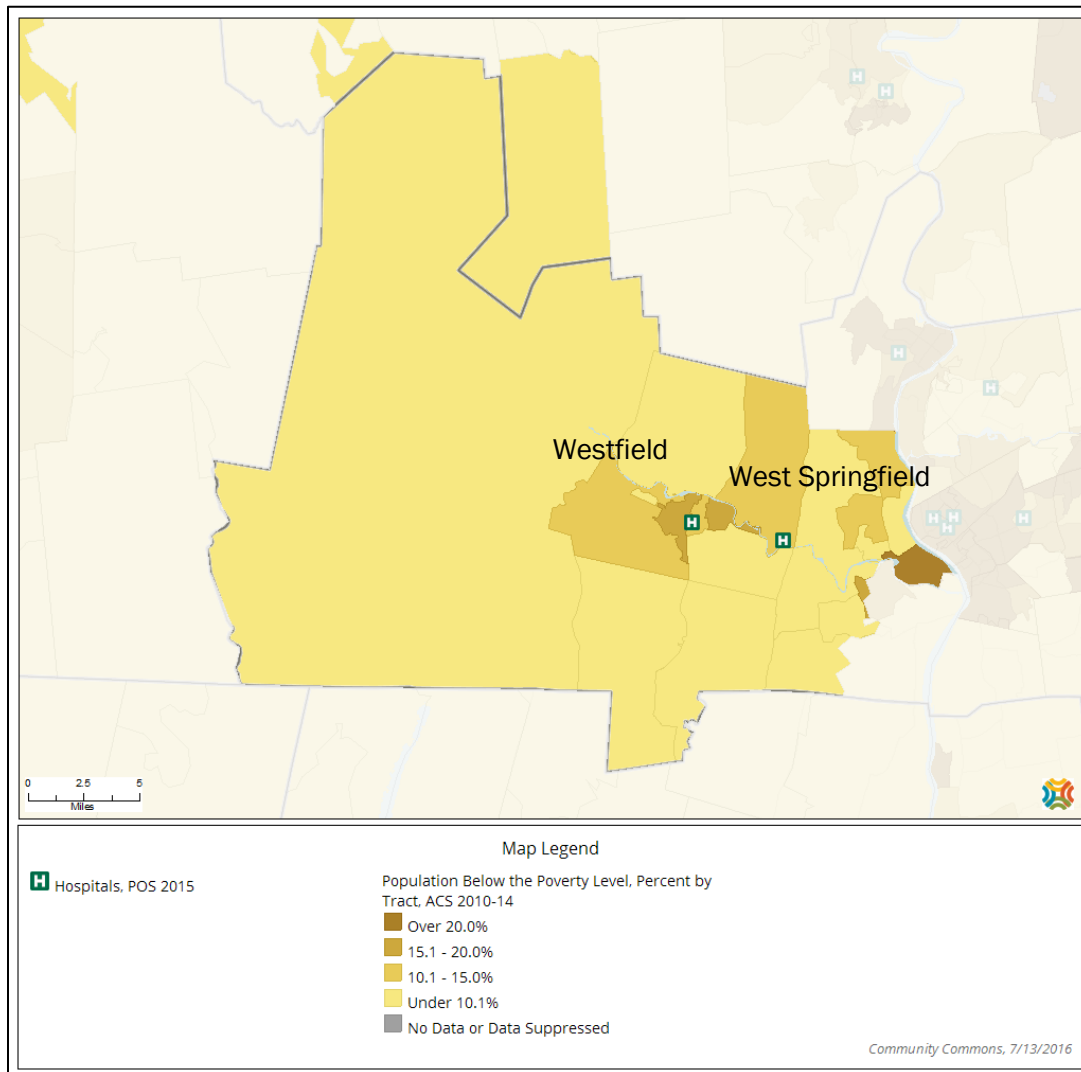 H
H
H
H
Westfield
West Springfield
H
H
H
H
H
H
0 2.5 5
Miles
Map Legend
H Hospitals, POS 2015
Population Below the Poverty Level, Percent by
Tract, ACS 2010-14
Over 20.0%
15.1 - 20.0%
10.1 - 15.0%
Under 10.1%
No Data or Data Suppressed
Community Commons, 7/13/2016